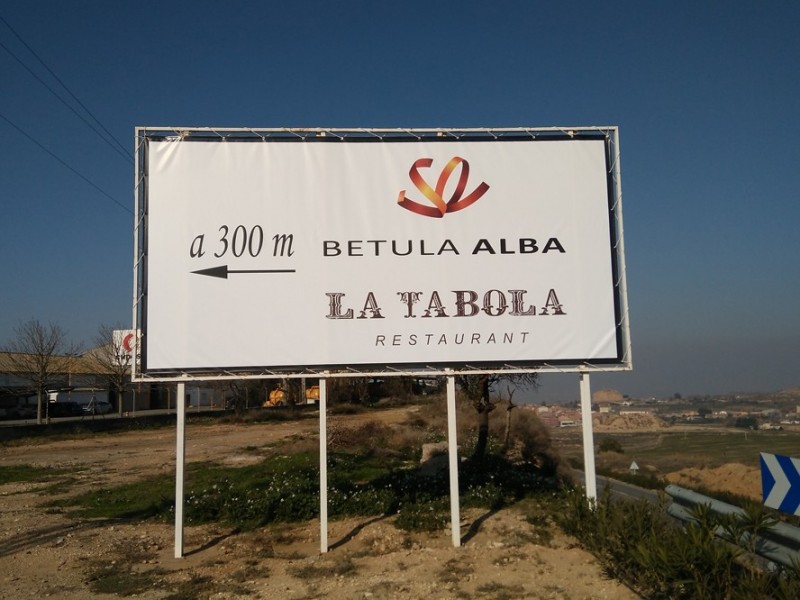 a 300 m
BETULA ALBA
LA TABOLA
RESTAURANT